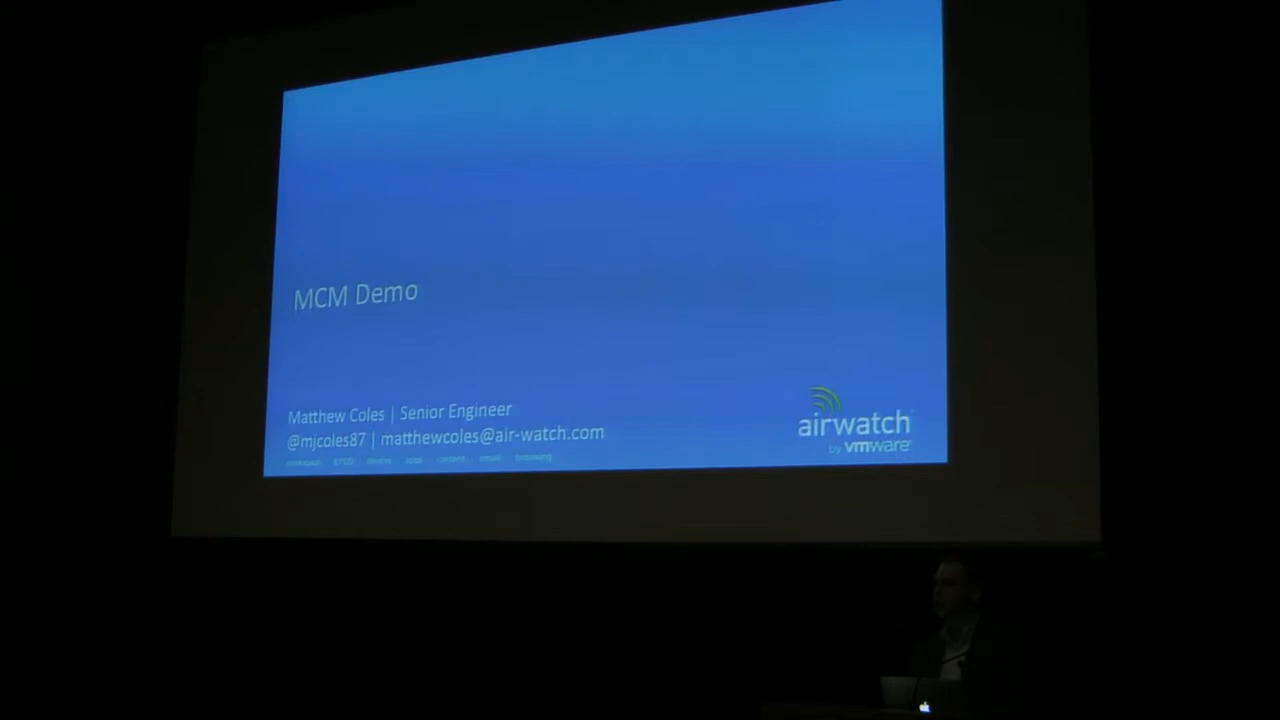 MCM Demo
Matthew Coles | Senior Engineer
@mjcoles87 | matthewcoles@air-watch.com
airwatch
by vmware